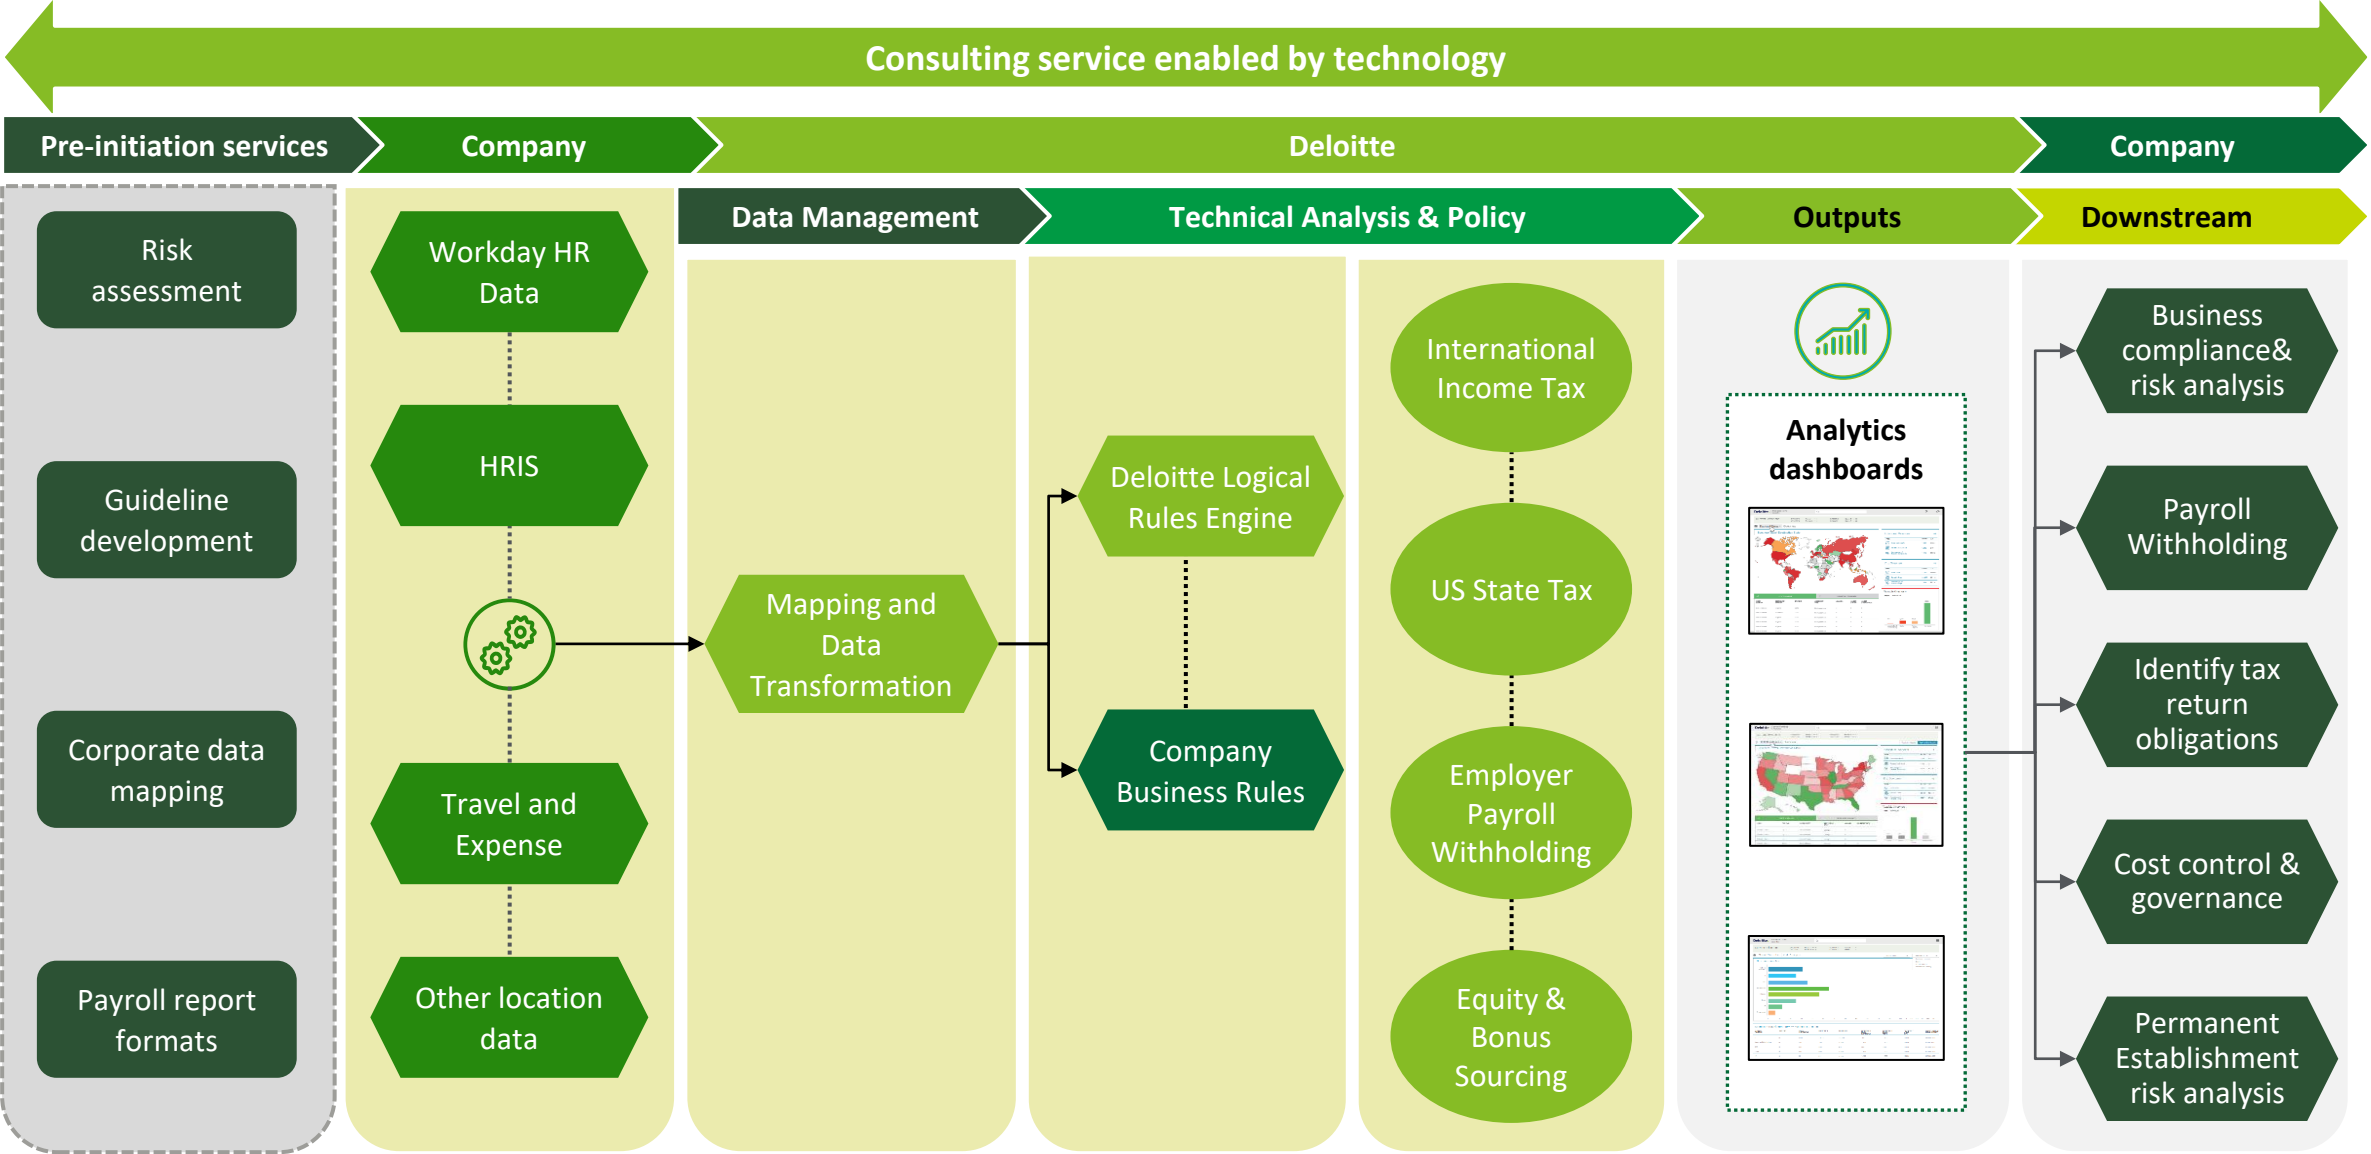 Consulting service enabled by technology
Pre-initiation services
Company
Deloitte
Company
Data Management
Technical Analysis & Policy
Outputs
Downstream
Risk
assessment
Guideline
development
Corporate data
mapping
Payroll report
formats
Workday HR
Data
HRIS
Travel and
Expense
Other location
data
Mapping and
Data
Transformation
Deloitte Logical
Rules Engine
Company
Business Rules
International
Income Tax
US State Tax
Employer
Payroll
Withholding
Equity &
Bonus
Sourcing
Analytics
dashboards
Business
compliance&
risk analysis
Payroll
Withholding
Identify tax
return
obligations
Cost control &
governance
Permanent
Establishment
risk analysis